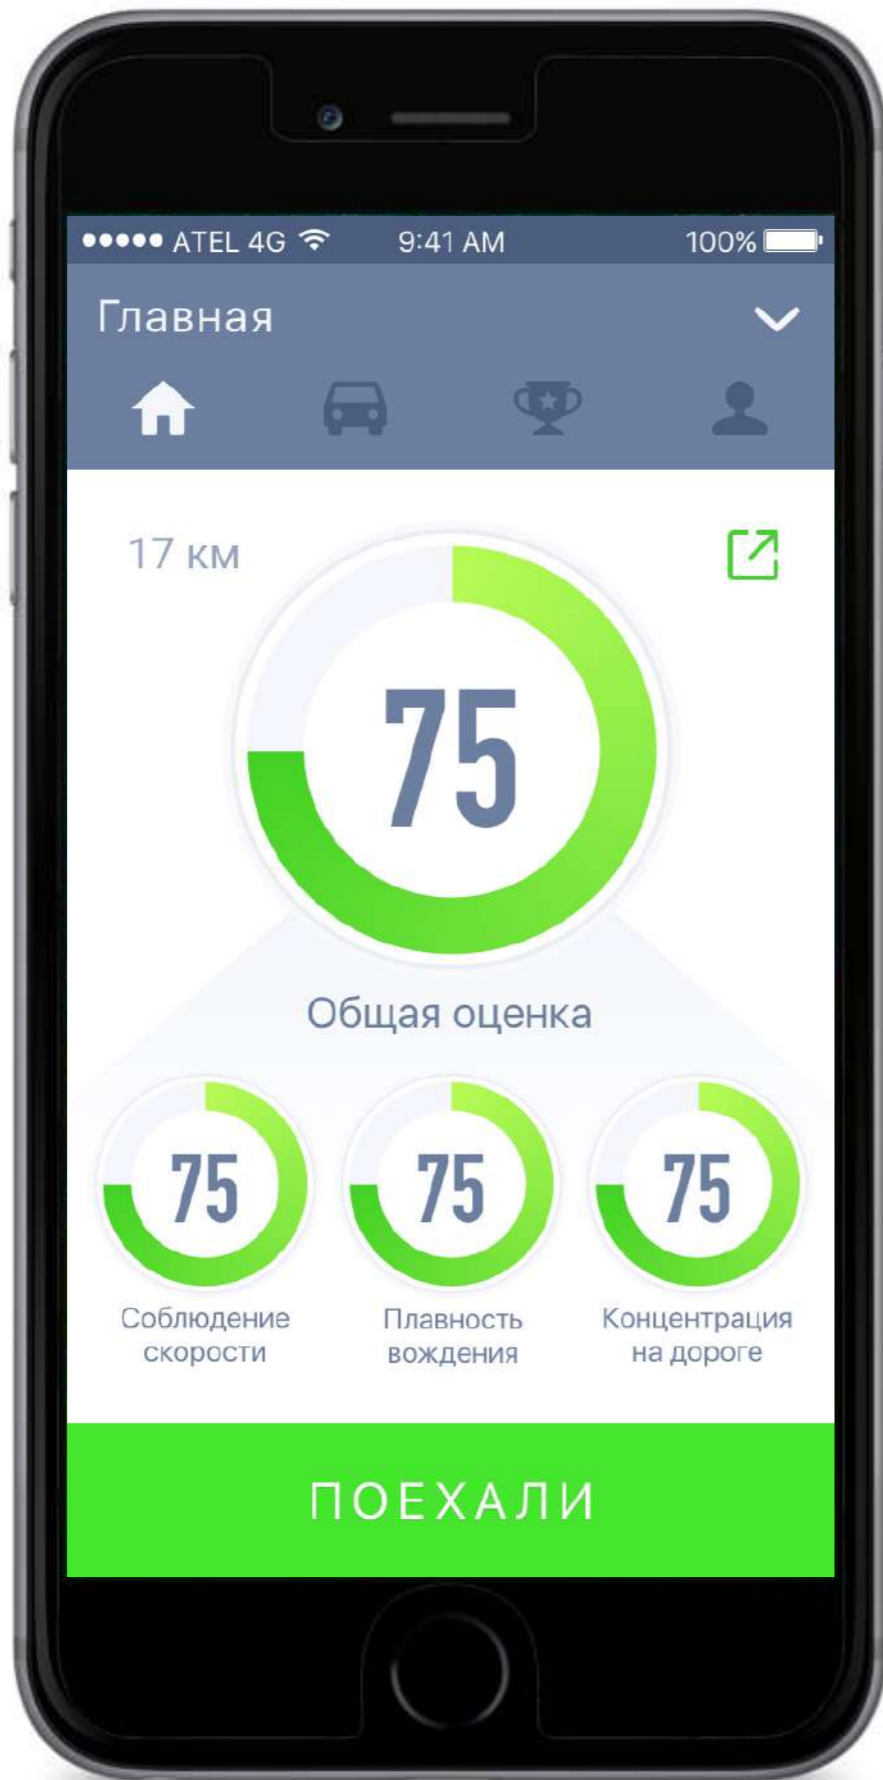 ATEL 4G 9:41 AM 100%
Главная
17 км
75
Общая оценка
75 75 75
Соблюдение Плавность Концентрация
скорости вождения на дороге
ПОЕХАЛИ